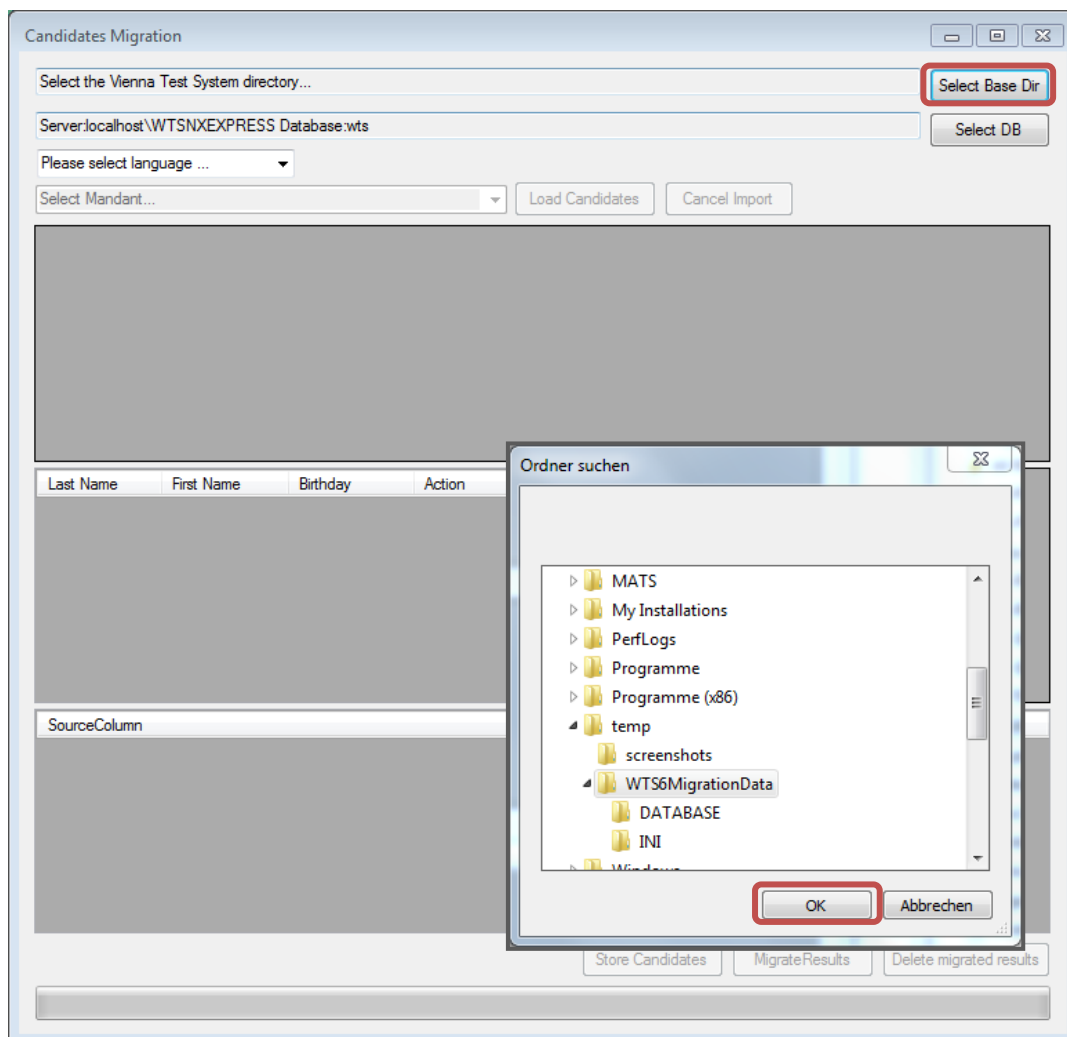 Candidates Migration
Select the Vienna Test System directory...
Select Base Dir
Server:localhost\WTSNXEXPRESS Database:wts
Select DB
Please select language ...
Select Mandant...
Load Candidates
Cancel Import
Last Name First Name Birthday Action
Ordner suchen
MATS
My Installations
PerfLogs
Programme
Programme (x86)
temp
screenshots
WTS6MigrationData
DATABASE
INI
Windows
OK
Abbrechen
SourceColumn
Store Candidates
MigrateResults
Delete migrated results